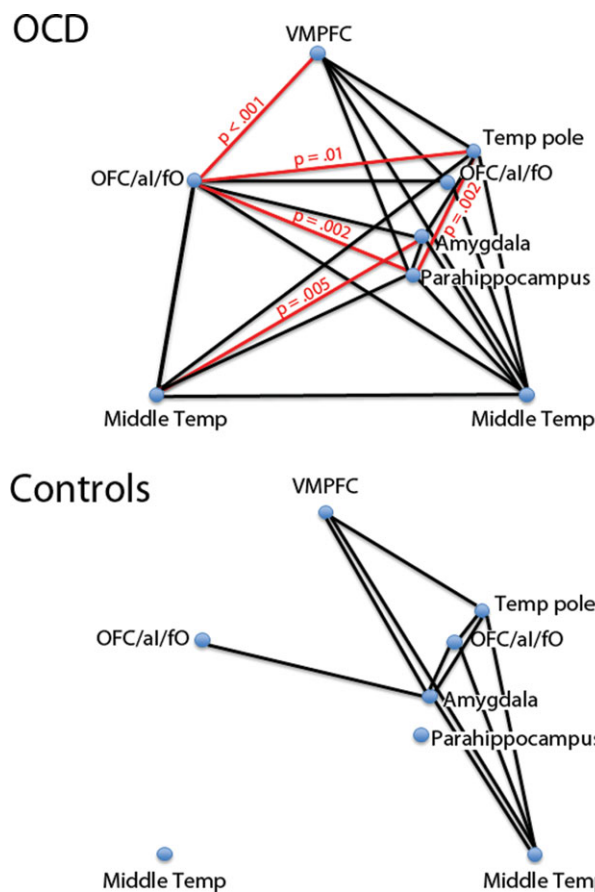 OCD
VMPFC
p < .001
Temp pole
p = .01
OFC/aI/fO
OFC/aI/fO
p = .002
p = .002
Amygdala
Parahippocampus
p = .005
Middle Temp
Middle Temp
Controls
VMPFC
Temp pole
OFC/aI/fO
OFC/aI/fO
Amygdala
Parahippocampus
Middle Temp
Middle Temp